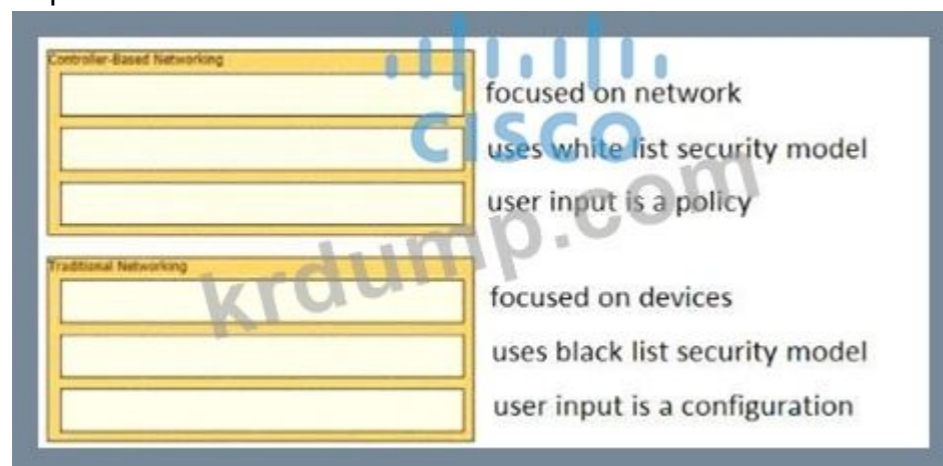 Controller-Based Networking
focused on network
CISCO
uses white list security model
user input is a policy
krdump.com
Traditional Networking
focused on devices
uses black list security model
user input is a configuration